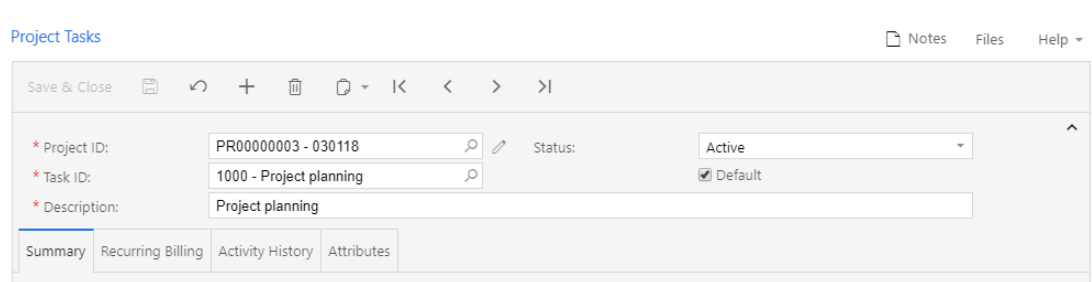 Project Tasks Notes Files Help
Save & Close
* Project ID: PR00000003 - 030118 Status: Active
* Task ID: 1000 - Project planning Default
* Description: Project planning
Summary Recurring Billing Activity History Attributes